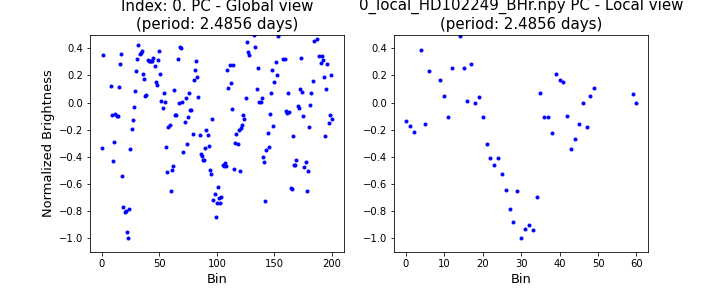 Index: 0. PC - Global view
(period: 2.4856 days)
0_local_HD102249_BHr.npy PC - Local view
(period: 2.4856 days)
Normalized Brightness
0.4
0.2
0.0
−0.2
−0.4
−0.6
−0.8
−1.0
0 50 100 150 200
Bin
0.4
0.2
0.0
−0.2
−0.4
−0.6
−0.8
−1.0
0 10 20 30 40 50 60
Bin